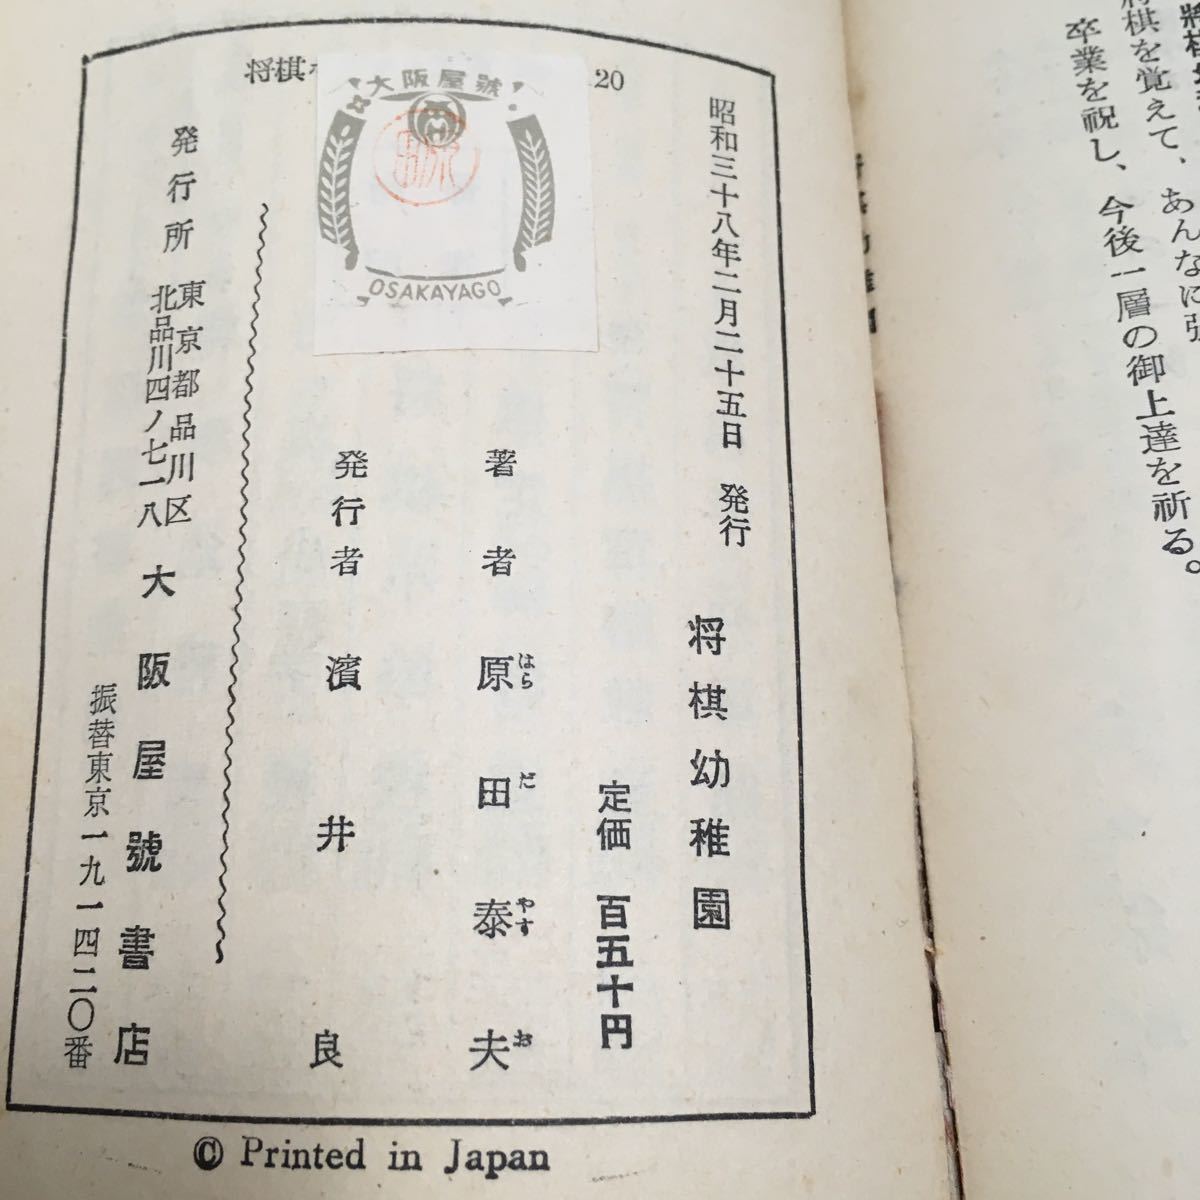 将棋を覚えて、あんなに強
卒業を祝し、今後一層の御上達を祈る。
将棋
20
大阪屋號
OSAKAYAGO
昭和三十八年二月二十五日 発行
将棋幼稚園
定価 百五十円
著者 原田泰夫
はら だ やす お
発行者 濱井良
発行所
東京都品川区
北品川四ノ七一八
大阪屋號書店
振替東京一九一四二〇番
© Printed in Japan